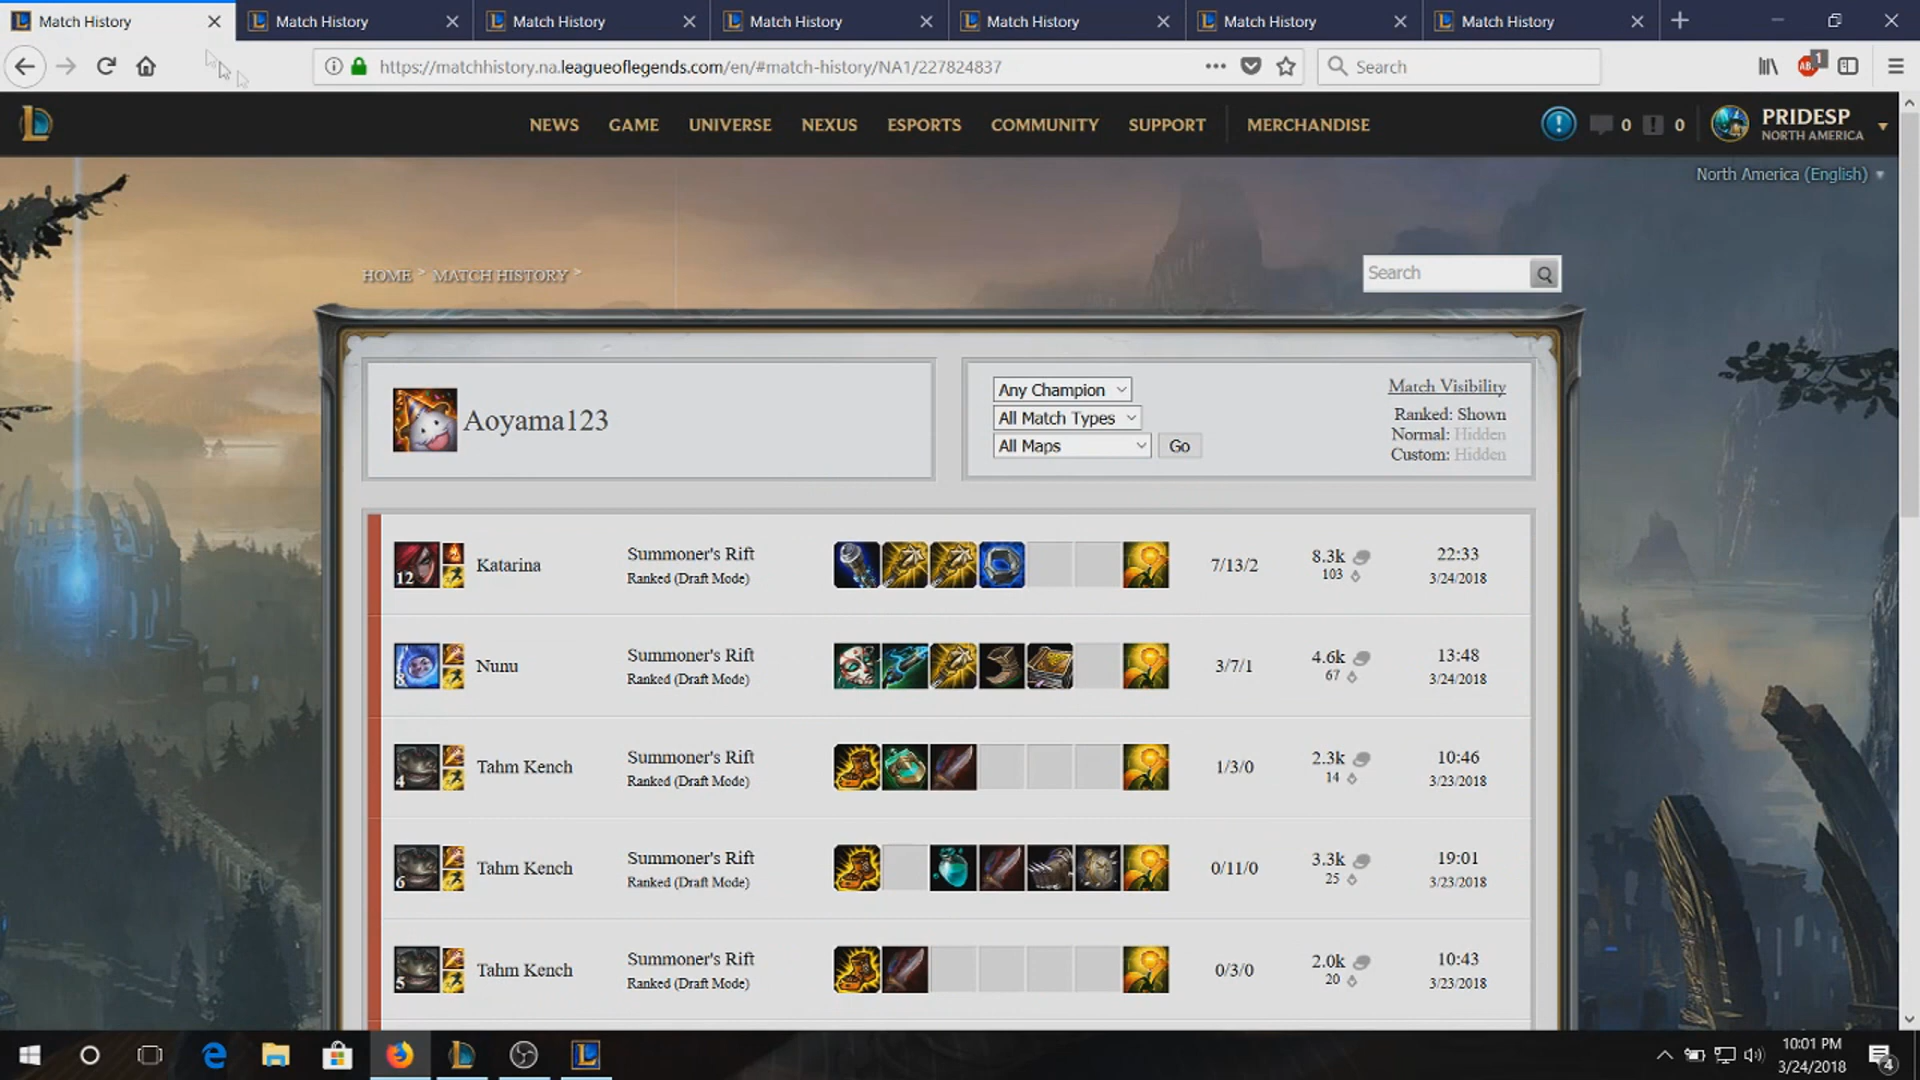 Match History
Match History
Match History
Match History
Match History
Match History
Match History
https://matchhistory.na.leagueoflegends.com/en/#match-history/NA1/227824837
Search
1
NEWS GAME UNIVERSE NEXUS ESPORTS COMMUNITY SUPPORT MERCHANDISE
0 0
PRIDESP
NORTH AMERICA
North America (English)
HOME > MATCH HISTORY >
Search
Aoyama123
Any Champion
All Match Types
All Maps
Go
Match Visibility
Ranked: Shown
Normal: Hidden
Custom: Hidden
12 Katarina
Summoner's Rift
Ranked (Draft Mode)
7/13/2
8.3k
103
22:33
3/24/2018
8 Nunu
Summoner's Rift
Ranked (Draft Mode)
3/7/1
4.6k
67
13:48
3/24/2018
4 Tahm Kench
Summoner's Rift
Ranked (Draft Mode)
1/3/0
2.3k
14
10:46
3/23/2018
6 Tahm Kench
Summoner's Rift
Ranked (Draft Mode)
0/11/0
3.3k
25
19:01
3/23/2018
5 Tahm Kench
Summoner's Rift
Ranked (Draft Mode)
0/3/0
2.0k
20
10:43
3/23/2018
10:01 PM
3/24/2018
4